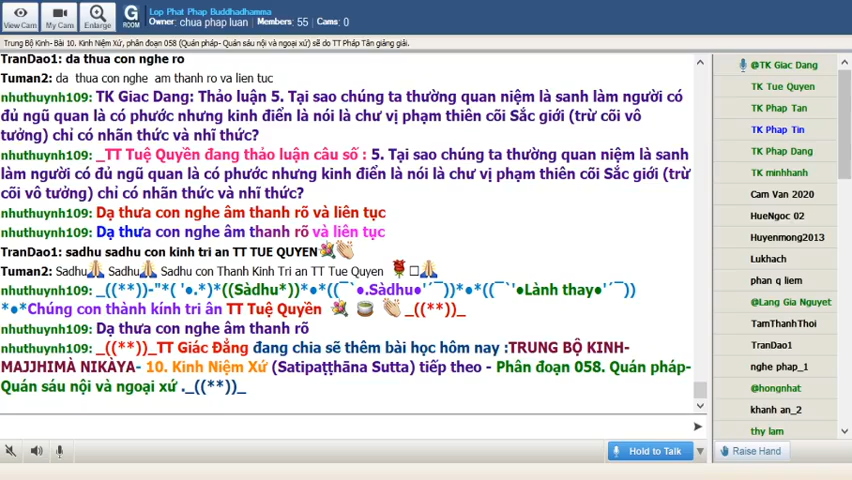 Lop Phat Phap Buddhadhamma
Owner: chua phap luan Members: 55 Cams: 0
View Cam My Cam Enlarge G ROOM
Trung Bộ Kinh- Bài 10. Kinh Niệm Xứ, phân đoạn 058 (Quán pháp- Quán sáu nội và ngoại xứ) sẽ do TT Pháp Tân giảng giải.
TranDao1: da thua con nghe ro
Tuman2: da thua con nghe am thanh ro va lien tuc
nhuthuynh109: TK Giac Dang: Thảo luận 5. Tại sao chúng ta thường quan niệm là sanh làm người có
đủ ngũ quan là có phước nhưng kinh điển là nói là chư vị phạm thiên cõi Sắc giới (trừ cõi vô
tưởng) chỉ có nhãn thức và nhĩ thức?
nhuthuynh109: _TT Tuệ Quyền đang thảo luận câu số : 5. Tại sao chúng ta thường quan niệm là sanh
làm người có đủ ngũ quan là có phước nhưng kinh điển là nói là chư vị phạm thiên cõi Sắc giới (trừ
cõi vô tưởng) chỉ có nhãn thức và nhĩ thức?
nhuthuynh109: Dạ thưa con nghe âm thanh rõ và liên tục
nhuthuynh109: Dạ thưa con nghe âm thanh rõ và liên tục
TranDao1: sadhu sadhu con kinh tri an TT TUE QUYEN💐👏
Tuman2: Sadhu🙏 Sadhu🙏 Sadhu con Thanh Kinh Tri an TT Tue Quyen 🌹□🙏
nhuthuynh109: _((**))-"*( '●.*)*((Sàdhu*))*●*((¯`●.Sàdhu●'´¯))*●*((¯`'●Lành thay●'´¯))
*●*Chúng con thành kính tri ân TT Tuệ Quyền 💐 🍵 👏 _((**))_
nhuthuynh109: Dạ thưa con nghe âm thanh rõ
nhuthuynh109: _((**))_TT Giác Đẳng đang chia sẽ thêm bài học hôm nay :TRUNG BỘ KINH-
MAJJHIMÀ NIKÀYA- 10. Kinh Niệm Xứ (Satipaṭṭhāna Sutta) tiếp theo - Phân đoạn 058. Quán pháp-
Quán sáu nội và ngoại xứ ._((**))_
@TK Giac Dang
TK Tue Quyen
TK Phap Tan
TK Phap Tin
TK Phap Dang
TK minhhanh
Cam Van 2020
HueNgoc 02
Huyenmong2013
Lukhach
phan q liem
@Lang Gia Nguyet
TamThanhThoi
TranDao1
nghe phap_1
@hongnhat
khanh an_2
thy lam
Hold to Talk
Raise Hand